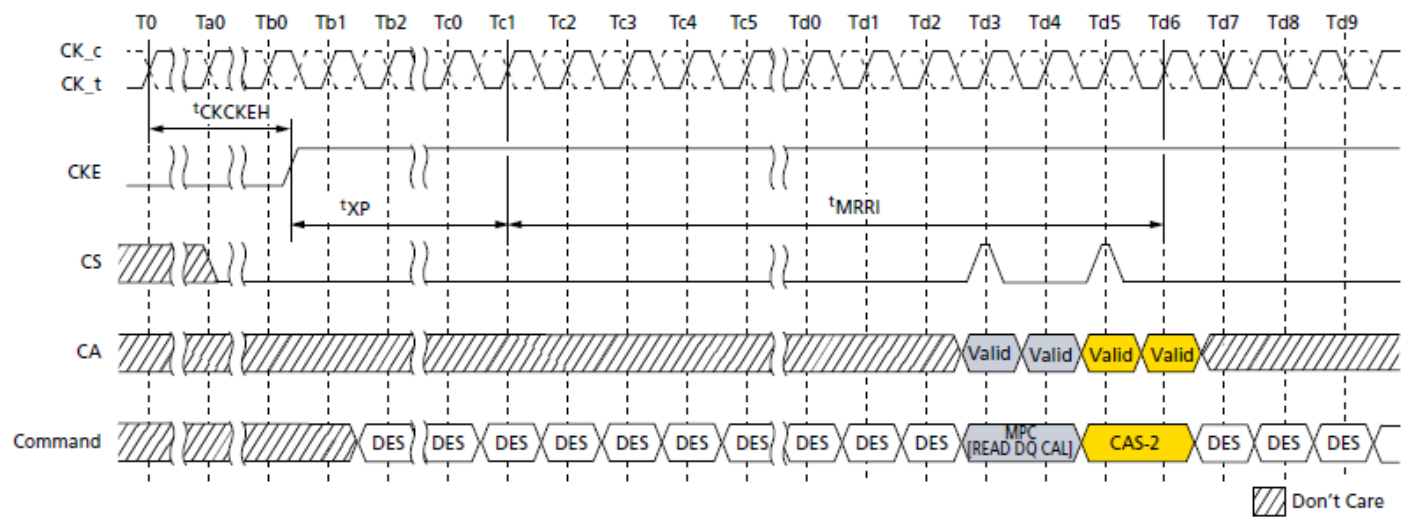 T0 Ta0 Tb0 Tb1 Tb2 Tc0 Tc1 Tc2 Tc3 Tc4 Tc5 Td0 Td1 Td2 Td3 Td4 Td5 Td6 Td7 Td8 Td9
CK_c
CK_t
tCKCKEH
CKE
tXP tMRRI
CS
CA Valid Valid Valid Valid
Command DES DES DES DES DES DES DES DES DES DES MPC [READ DQ CAL] CAS-2 DES DES DES
Don't Care